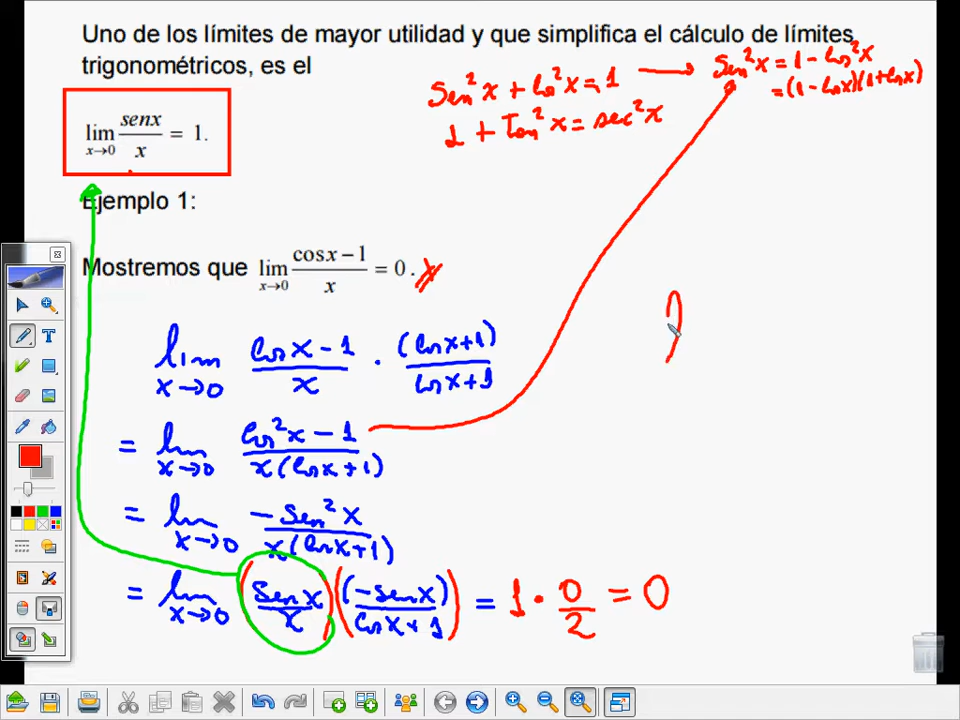 Uno de los límites de mayor utilidad y que simplifica el cálculo de límites
trigonométricos, es el
sen²x + cos²x = 1 → sen²x = 1 - cos²x
= (1 - cosx)(1 + cosx)
1 + Tan²x = sec²x
lim x→0 senx/x = 1.
Ejemplo 1:
Mostremos que lim x→0 (cosx − 1)/x = 0.
lim x→0 (cosx - 1)/x · (cosx + 1)/(cosx + 1)
= lim x→0 (cos²x - 1)/(x(cosx + 1))
= lim x→0 (-sen²x)/(x(cosx + 1))
= lim x→0 (senx/x)((-senx)/(cosx + 1)) = 1 · 0/2 = 0
T